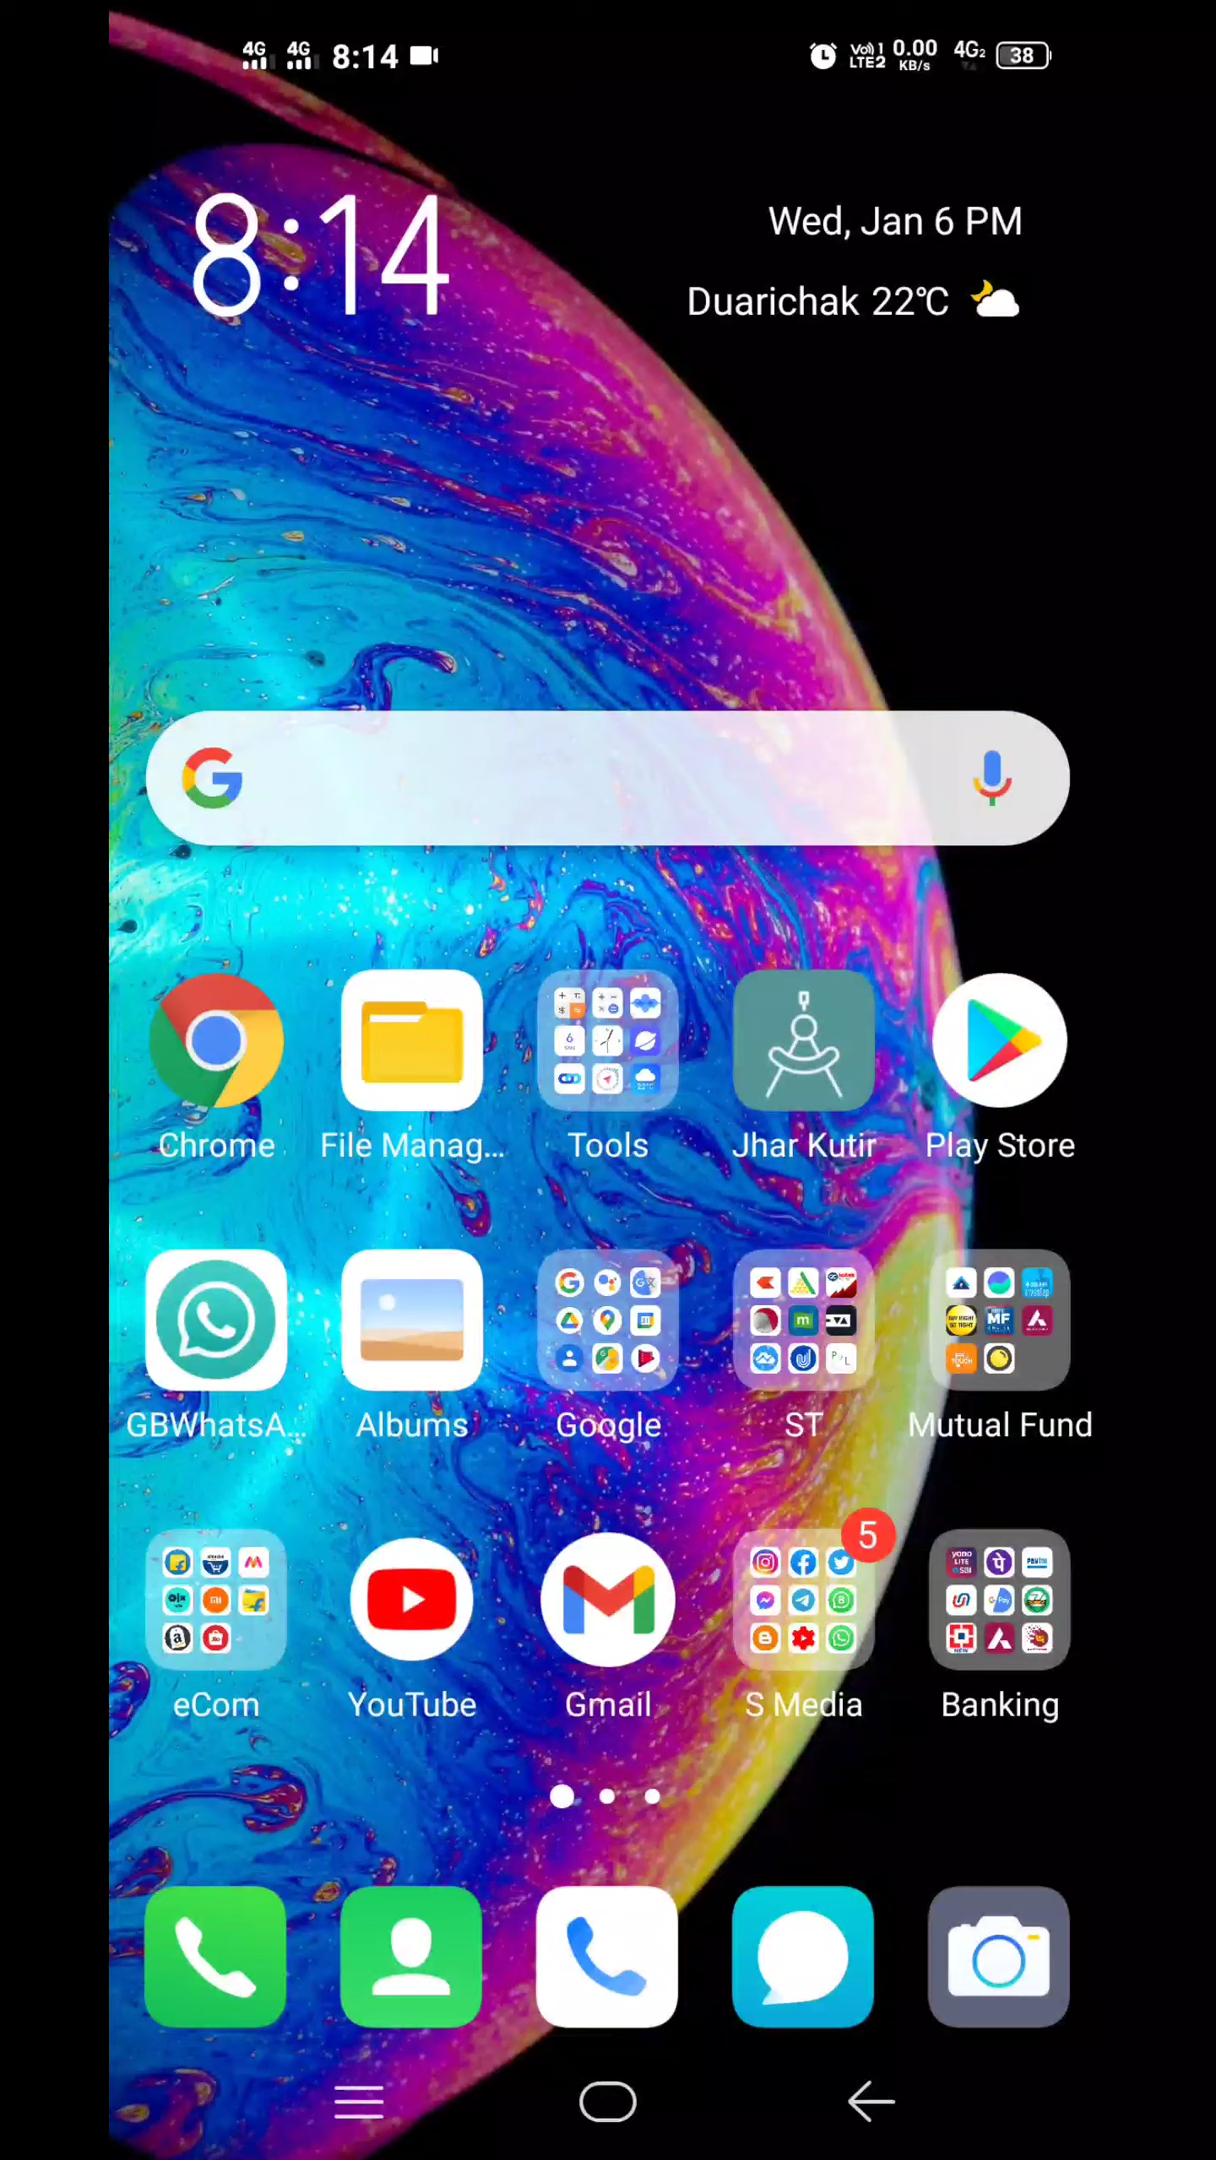 4G 4G 8:14 Vo) 1 LTE2 0.00 KB/s 4G2 38
8:14
Wed, Jan 6 PM
Duarichak 22℃
Chrome
File Manag...
Tools
Jhar Kutir
Play Store
GBWhatsA...
Albums
Google
ST
Mutual Fund
5
eCom
YouTube
Gmail
S Media
Banking